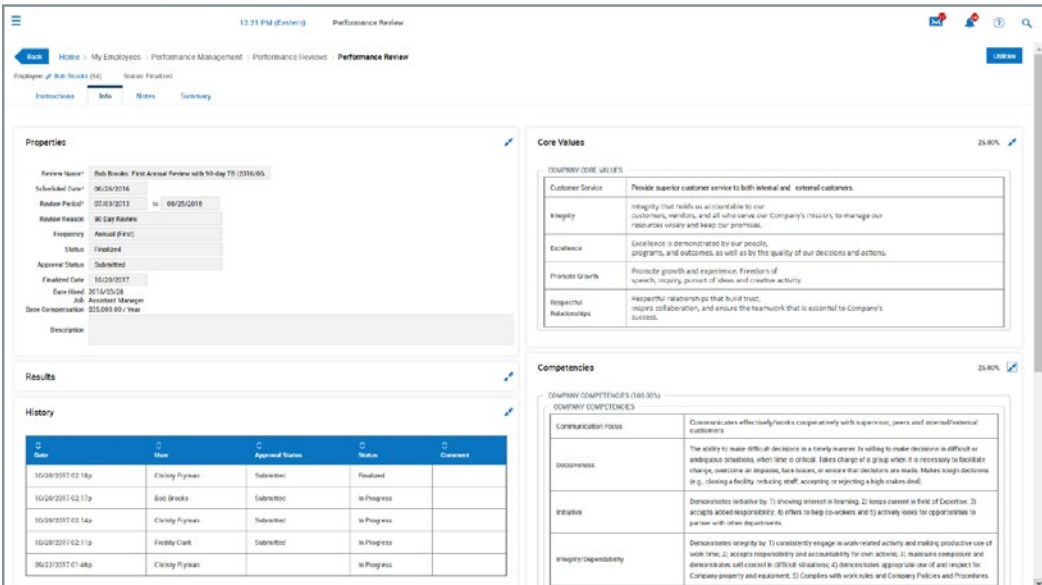 12:21 PM (Eastern) Performance Review
Back Home › My Employees › Performance Management › Performance Reviews › Performance Review Utilities
Employee: Bob Brooks (54) Status: Finalized
Instructions Info Notes Summary
Properties
Review Name* Bob Brooks: First Annual Review with 90-day TB (2016/06.
Scheduled Date* 06/26/2016
Review Period* to 06/25/2016
Review Reason 90 Day Review
Frequency Annual (First)
Status Finalized
Approval Status Submitted
Finalized Date 10/20/2017
Date Hired 2016/03/28
Job Assistant Manager
Base Compensation $35,000.00 / Year
Description
Results
History
Date User Approval Status Status Comment
10/20/2017 02:18p Christy Fryman Submitted Finalized
10/20/2017 02:17p Bob Brooks Submitted In Progress
10/20/2017 02:14p Christy Fryman Submitted In Progress
10/20/2017 02:11p Freddy Clark Submitted In Progress
09/22/2017 01:46p Christy Fryman In Progress
Core Values 25.00%
COMPANY CORE VALUES
Customer Service Provide superior customer service to both internal and external customers.
Integrity Integrity that holds us accountable to our
customers, vendors, and all who serve our Company's mission, to manage our
resources wisely and keep our promises.
Excellence Excellence is demonstrated by our people,
programs, and outcomes, as well as by the quality of our decisions and actions.
Promote Growth Promote growth and experience. Freedom of
speech, inquiry, pursuit of ideas and creative activity.
Respectful
Relationships
Respectful relationships that build trust,
inspire collaboration, and ensure the teamwork that is essential to Company's
success.
Competencies 25.00%
COMPANY COMPETENCIES (100.00%)
COMPANY COMPETENCIES
Communication Focus Communicates effectively/works cooperatively with supervisor, peers and internal/external
customers
Decisiveness The ability to make difficult decisions in a timely manner. Is willing to make decisions in difficult or
ambiguous situations, when time is critical. Takes charge of a group when it is necessary to facilitate
change, overcome an impasse, face issues, or ensure that decisions are made. Makes tough decisions
(e.g., closing a facility, reducing staff, accepting or rejecting a high-stakes deal).
Initiative Demonstrates initiative by: 1) showing interest in learning; 2) keeps current in field of Expertise; 3)
accepts added responsibility; 4) offers to help co-workers and 5) actively looks for opportunities to
partner with other departments.
Integrity/Dependability Demonstrates integrity by: 1) consistently engage in work-related activity and making productive use of
work time; 2) accepts responsibility and accountability for own actions; 3) maintains composure and
demonstrates self-control in difficult situations; 4) demonstrates appropriate use of and respect for
Company property and equipment. 5) Complies with work rules and Company Policies and Procedures.